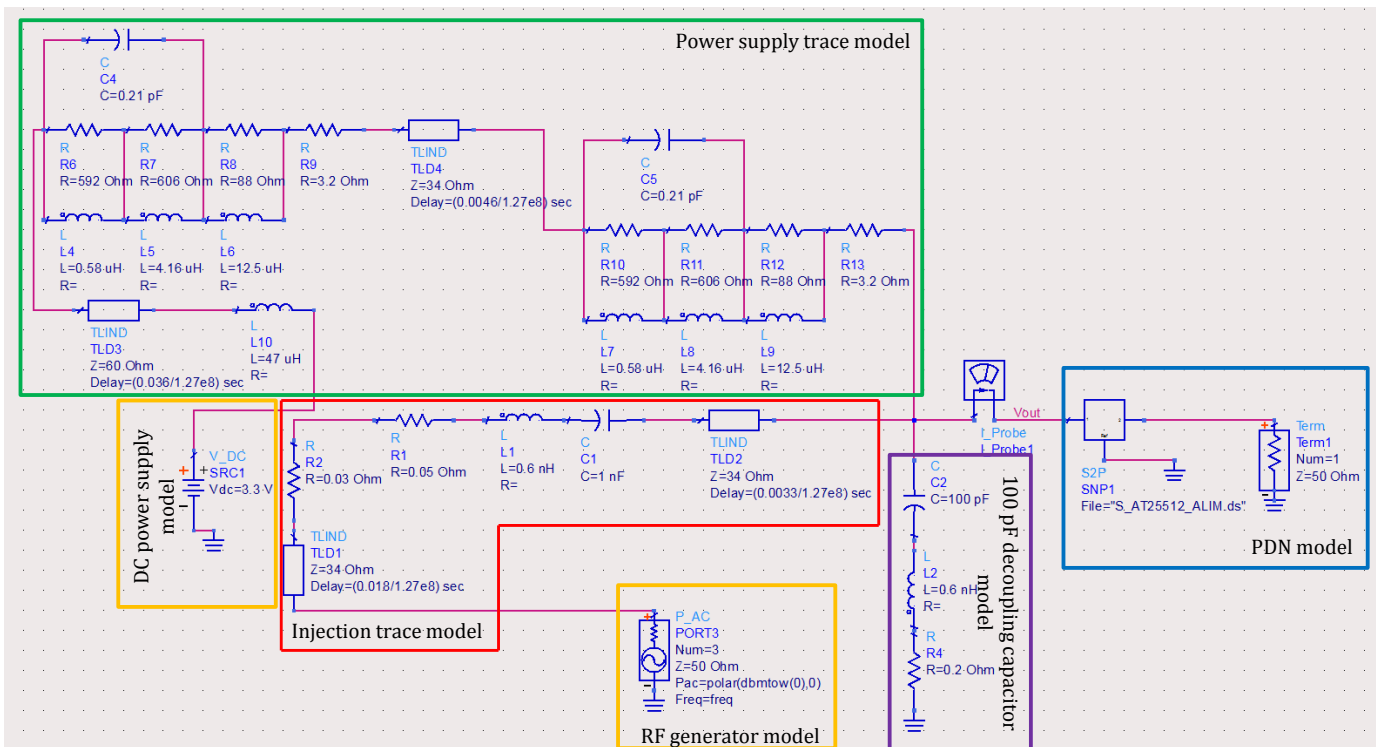 Power supply trace model
C
C4
C=0.21 pF
R
R6
R=592 Ohm
R
R7
R=606 Ohm
R
R8
R=88 Ohm
R
R9
R=3.2 Ohm
TLIND
TLD4
Z=34 Ohm
Delay=(0.0046/1.27e8) sec
C
C5
C=0.21 pF
L
L4
L=0.58 uH
R=
L
L5
L=4.16 uH
R=
L
L6
L=12.5 uH
R=
R
R10
R=592 Ohm
R
R11
R=606 Ohm
R
R12
R=88 Ohm
R
R13
R=3.2 Ohm
TLIND
TLD3
Z=60 Ohm
Delay=(0.036/1.27e8) sec
L
L10
L=47 uH
R=
L
L7
L=0.58 uH
R=
L
L8
L=4.16 uH
R=
L
L9
L=12.5 uH
R=
DC power supply
model
V_DC
SRC1
Vdc=3.3 V
R
R2
R=0.03 Ohm
R
R1
R=0.05 Ohm
L
L1
L=0.6 nH
R=
C
C1
C=1 nF
TLIND
TLD2
Z=34 Ohm
Delay=(0.0033/1.27e8) sec
I_Probe
I_Probe1
Vout
1
2
Ref
S2P
SNP1
File="S_AT25512_ALIM.ds"
Term
Term1
Num=1
Z=50 Ohm
PDN model
TLIND
TLD1
Z=34 Ohm
Delay=(0.018/1.27e8) sec
Injection trace model
P_AC
PORT3
Num=3
Z=50 Ohm
Pac=polar(dbmtow(0),0)
Freq=freq
RF generator model
C
C2
C=100 pF
L
L2
L=0.6 nH
R=
R
R4
R=0.2 Ohm
100 pF decoupling capacitor
model